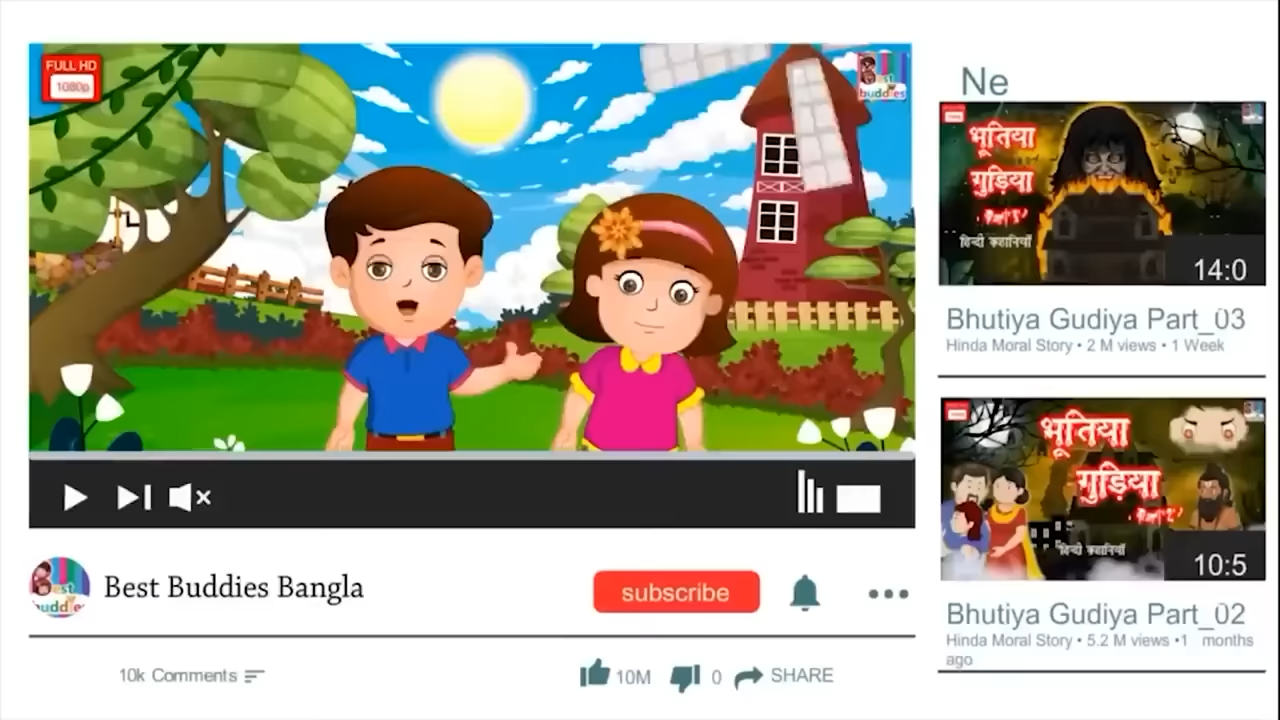 FULL HD
1080p
Best
buddies
Best Buddies Bangla
subscribe
10k Comments
10M
0
SHARE
Ne
भूतिया
गुड़िया
हिन्दी कहानियाँ
14:0
Bhutiya Gudiya Part_03
Hinda Moral Story • 2 M views • 1 Week
भूतिया
गुड़िया
हिन्दी कहानियाँ
10:5
Bhutiya Gudiya Part_02
Hinda Moral Story • 5.2 M views •1 months
ago